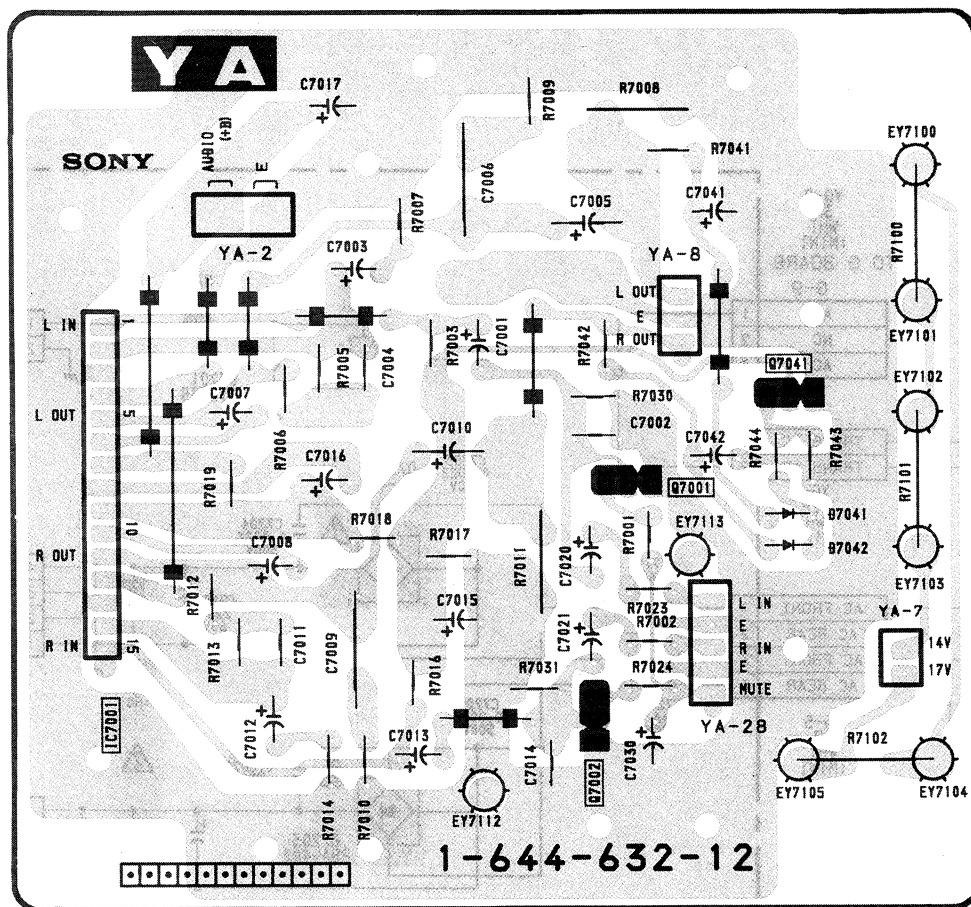 YA
C7017
R7009
R7008
EY7100
AUDIO (+B)
E
SONY
R7041
C7006
R7007
C7005
C7041
R7100
YA-2
C7003
YA-8
TO G BOARD
G-9
L IN
1
L OUT
E
R OUT
EY7101
R7005
C7004
R7003
C7001
R7042
Q7041
EY7102
L OUT
5
C7007
R7006
R7030
C7002
C7010
C7042
R7044
R7043
R7101
R7019
C7016
Q7001
10
R7018
R7017
R7011
C7020
R7001
EY7113
D7041
D7042
R OUT
C7008
EY7103
R7012
R7023
L IN
YA-7
E
C7015
C7021
R7002
R IN
14V
R IN
15
R7013
C7011
C7009
R7016
R7031
R7024
E
17V
MUTE
IC7001
C7012
C7013
C7014
Q7002
C7030
YA-28
R7102
EY7105
EY7104
R7014
R7010
EY7112
1-644-632-12